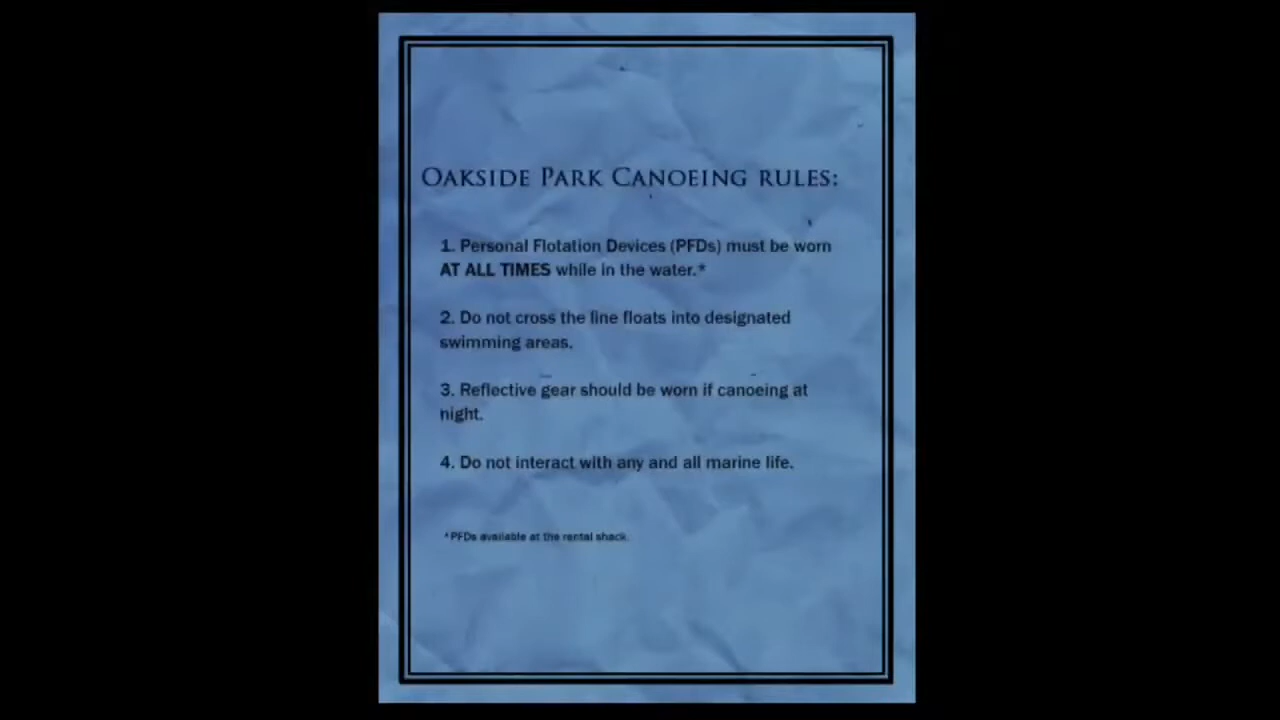 OAKSIDE PARK CANOEING RULES:
1. Personal Flotation Devices (PFDs) must be worn
AT ALL TIMES while in the water.*
2. Do not cross the line floats into designated
swimming areas.
3. Reflective gear should be worn if canoeing at
night.
4. Do not interact with any and all marine life.
*PFDs available at the rental shack.